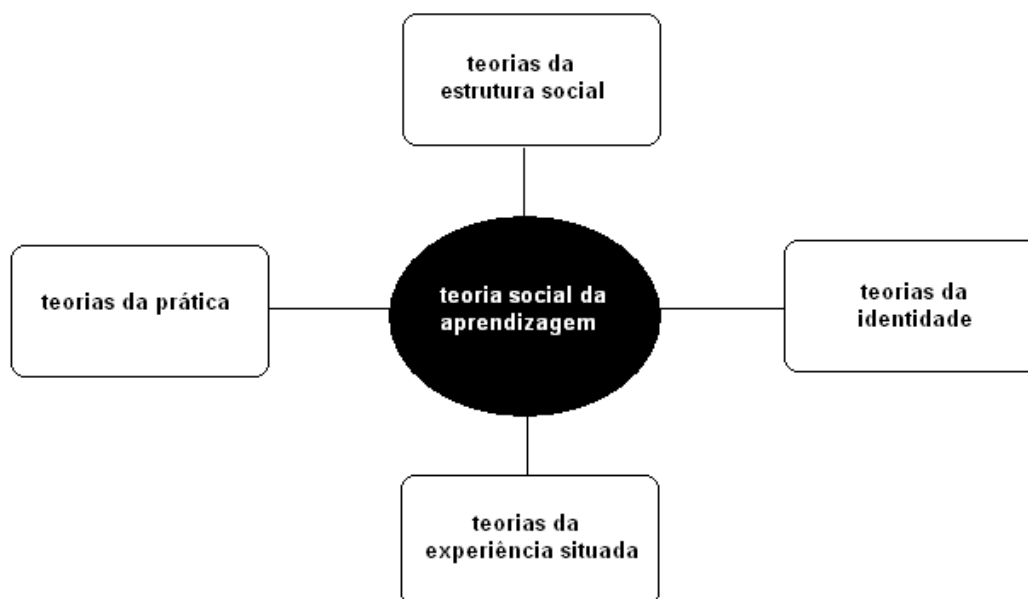 teorias da
estrutura social
teorias da prática
teoria social da
aprendizagem
teorias da
identidade
teorias da
experiência situada